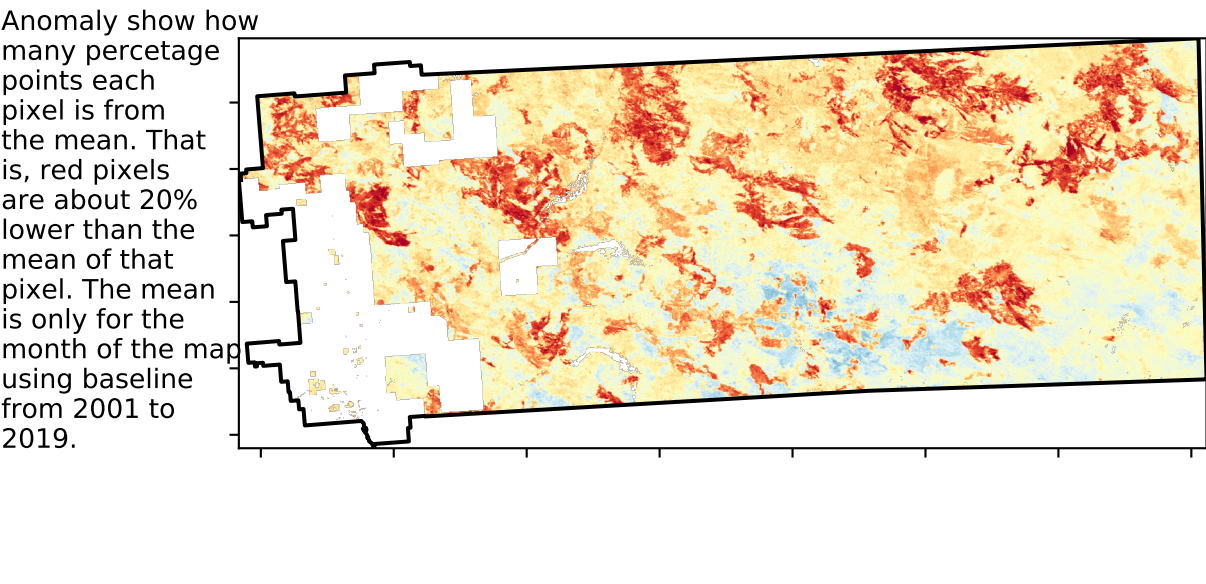 Anomaly show how
many percetage
points each
pixel is from
the mean. That
is, red pixels
are about 20%
lower than the
mean of that
pixel. The mean
is only for the
month of the map
using baseline
from 2001 to
2019.